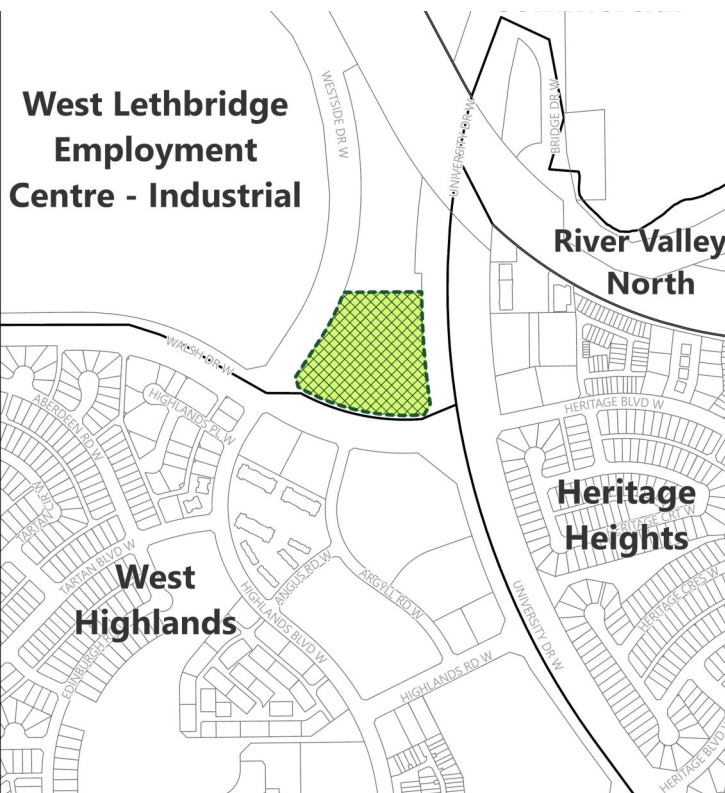 West Lethbridge
Employment
Centre - Industrial
WESTSIDE DR W
UNIVERSITY DR W
BRIDGE DR W
River Valley
North
WALSH DR W
HIGHLANDS PL W
ABERDEEN RD W
HERITAGE BLVD W
Heritage
Heights
HERITAGE CRT W
TARTAN BLVD W
West
Highlands
ANGUS RD W
ARGYLL RD W
HIGHLANDS BLVD W
EDINBURGH
HIGHLANDS RD W
UNIVERSITY DR W
HERITAGE CRES W
HERITAGE BLVD